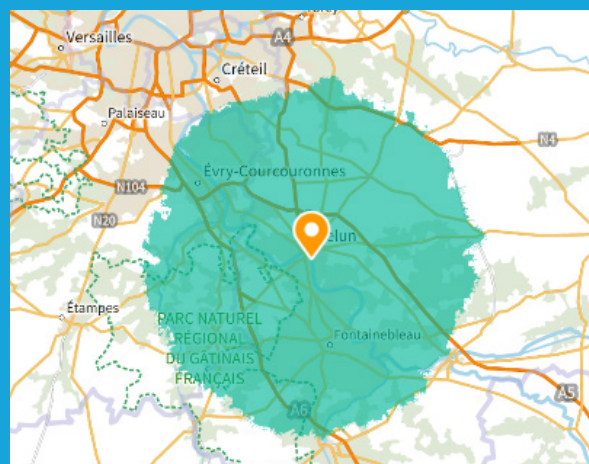 A4
Versailles
Créteil
Palaiseau
N4
Évry-Courcouronnes
N104
N20
elun
Étampes
PARC NATUREL
RÉGIONAL
DU GÂTINAIS
FRANÇAIS
Fontainebleau
A5
A6